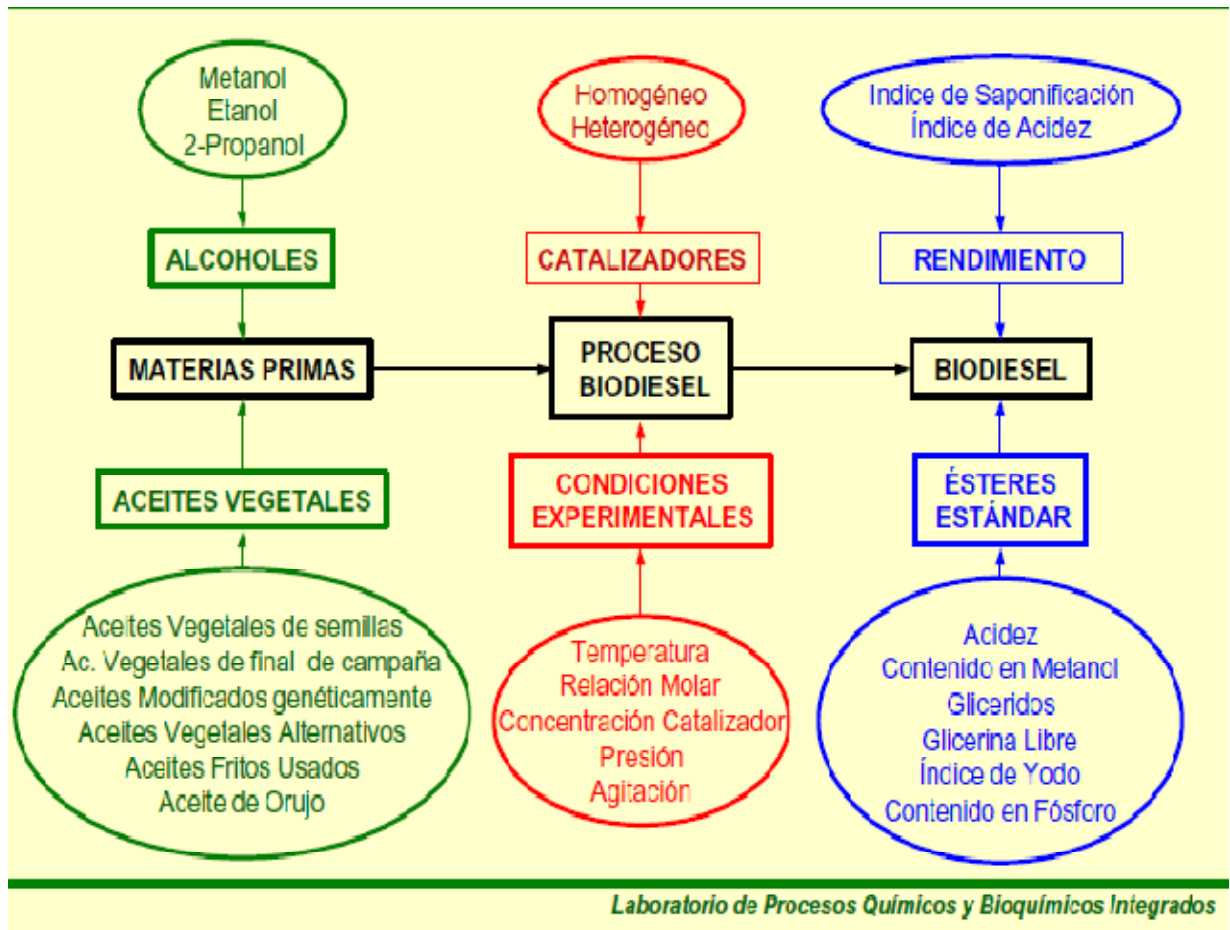 Metanol
Etanol
2-Propanol
Homogéneo
Heterogéneo
Indice de Saponificación
Índice de Acidez
ALCOHOLES
CATALIZADORES
RENDIMIENTO
MATERIAS PRIMAS
PROCESO
BIODIESEL
BIODIESEL
ACEITES VEGETALES
CONDICIONES
EXPERIMENTALES
ÉSTERES
ESTÁNDAR
Aceites Vegetales de semillas
Ac. Vegetales de final de campaña
Aceites Modificados genéticamente
Aceites Vegetales Alternativos
Aceites Fritos Usados
Aceite de Orujo
Temperatura
Relación Molar
Concentración Catalizador
Presión
Agitación
Acidez
Contenido en Metanol
Gliceridos
Glicerina Libre
Índice de Yodo
Contenido en Fósforo
Laboratorio de Procesos Químicos y Bioquímicos Integrados